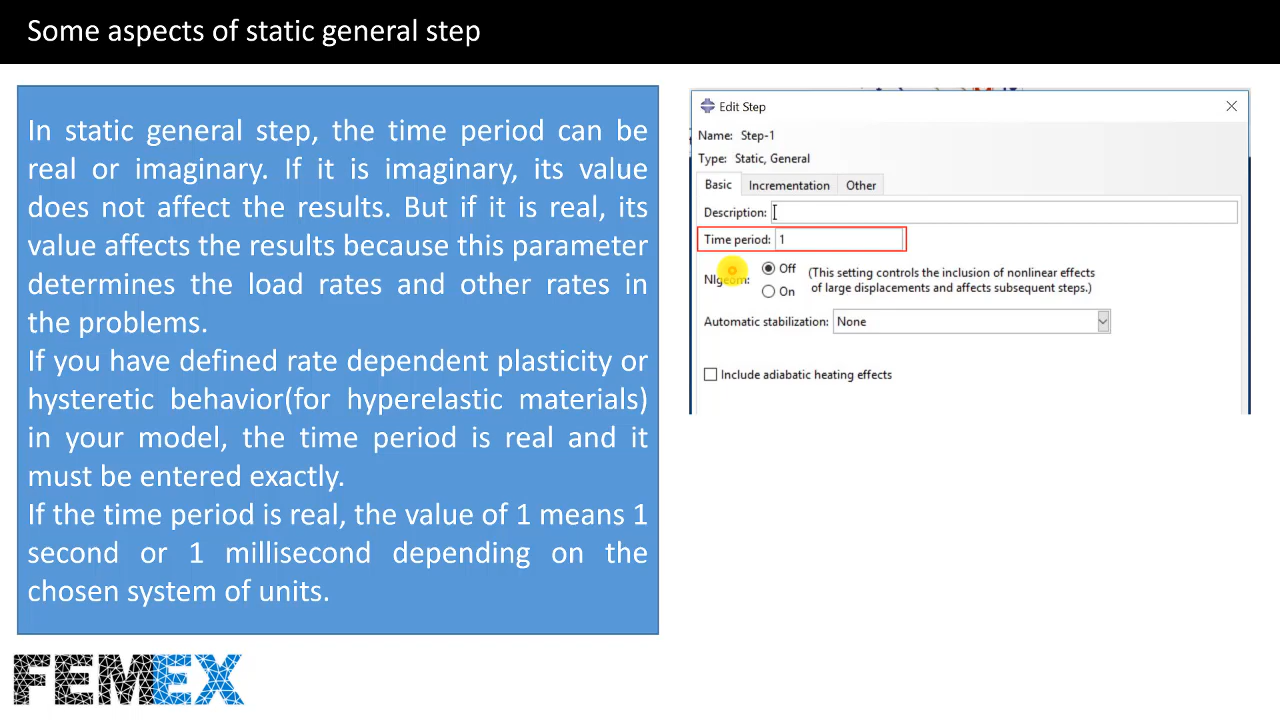 Some aspects of static general step
In static general step, the time period can be
real or imaginary. If it is imaginary, its value
does not affect the results. But if it is real, its
value affects the results because this parameter
determines the load rates and other rates in
the problems.
If you have defined rate dependent plasticity or
hysteretic behavior(for hyperelastic materials)
in your model, the time period is real and it
must be entered exactly.
If the time period is real, the value of 1 means 1
second or 1 millisecond depending on the
chosen system of units.
Edit Step
Name: Step-1
Type: Static, General
Basic Incrementation Other
Description:
Time period: 1
Nlgeom: Off (This setting controls the inclusion of nonlinear effects
On of large displacements and affects subsequent steps.)
Automatic stabilization: None
Include adiabatic heating effects
FEMEX